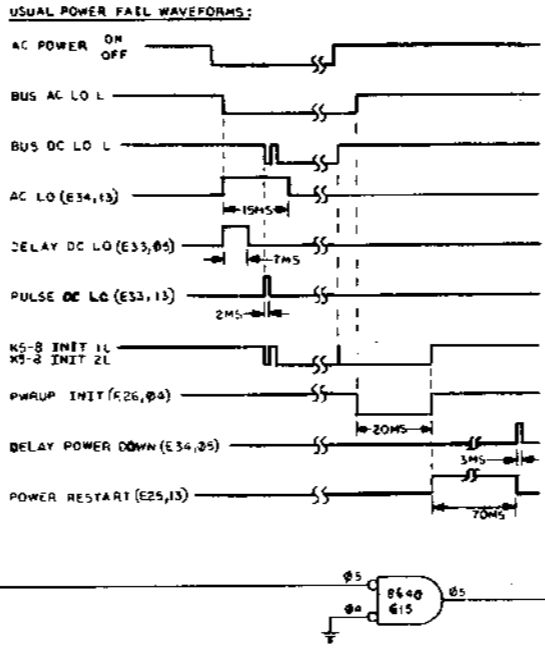 USUAL POWER FAIL WAVEFORMS:
AC POWER ON
OFF
BUS AC LO L
BUS DC LO L
AC LO (E34,13)
15MS
DELAY DC LO (E33,05)
7MS
PULSE DC LO (E33,13)
2MS
K5-8 INIT 1L
K5-8 INIT 2L
PWRUP INIT (E26,04)
20MS
DELAY POWER DOWN (E34,05)
3MS
POWER RESTART (E25,13)
70MS
05
8640
05
04
G15